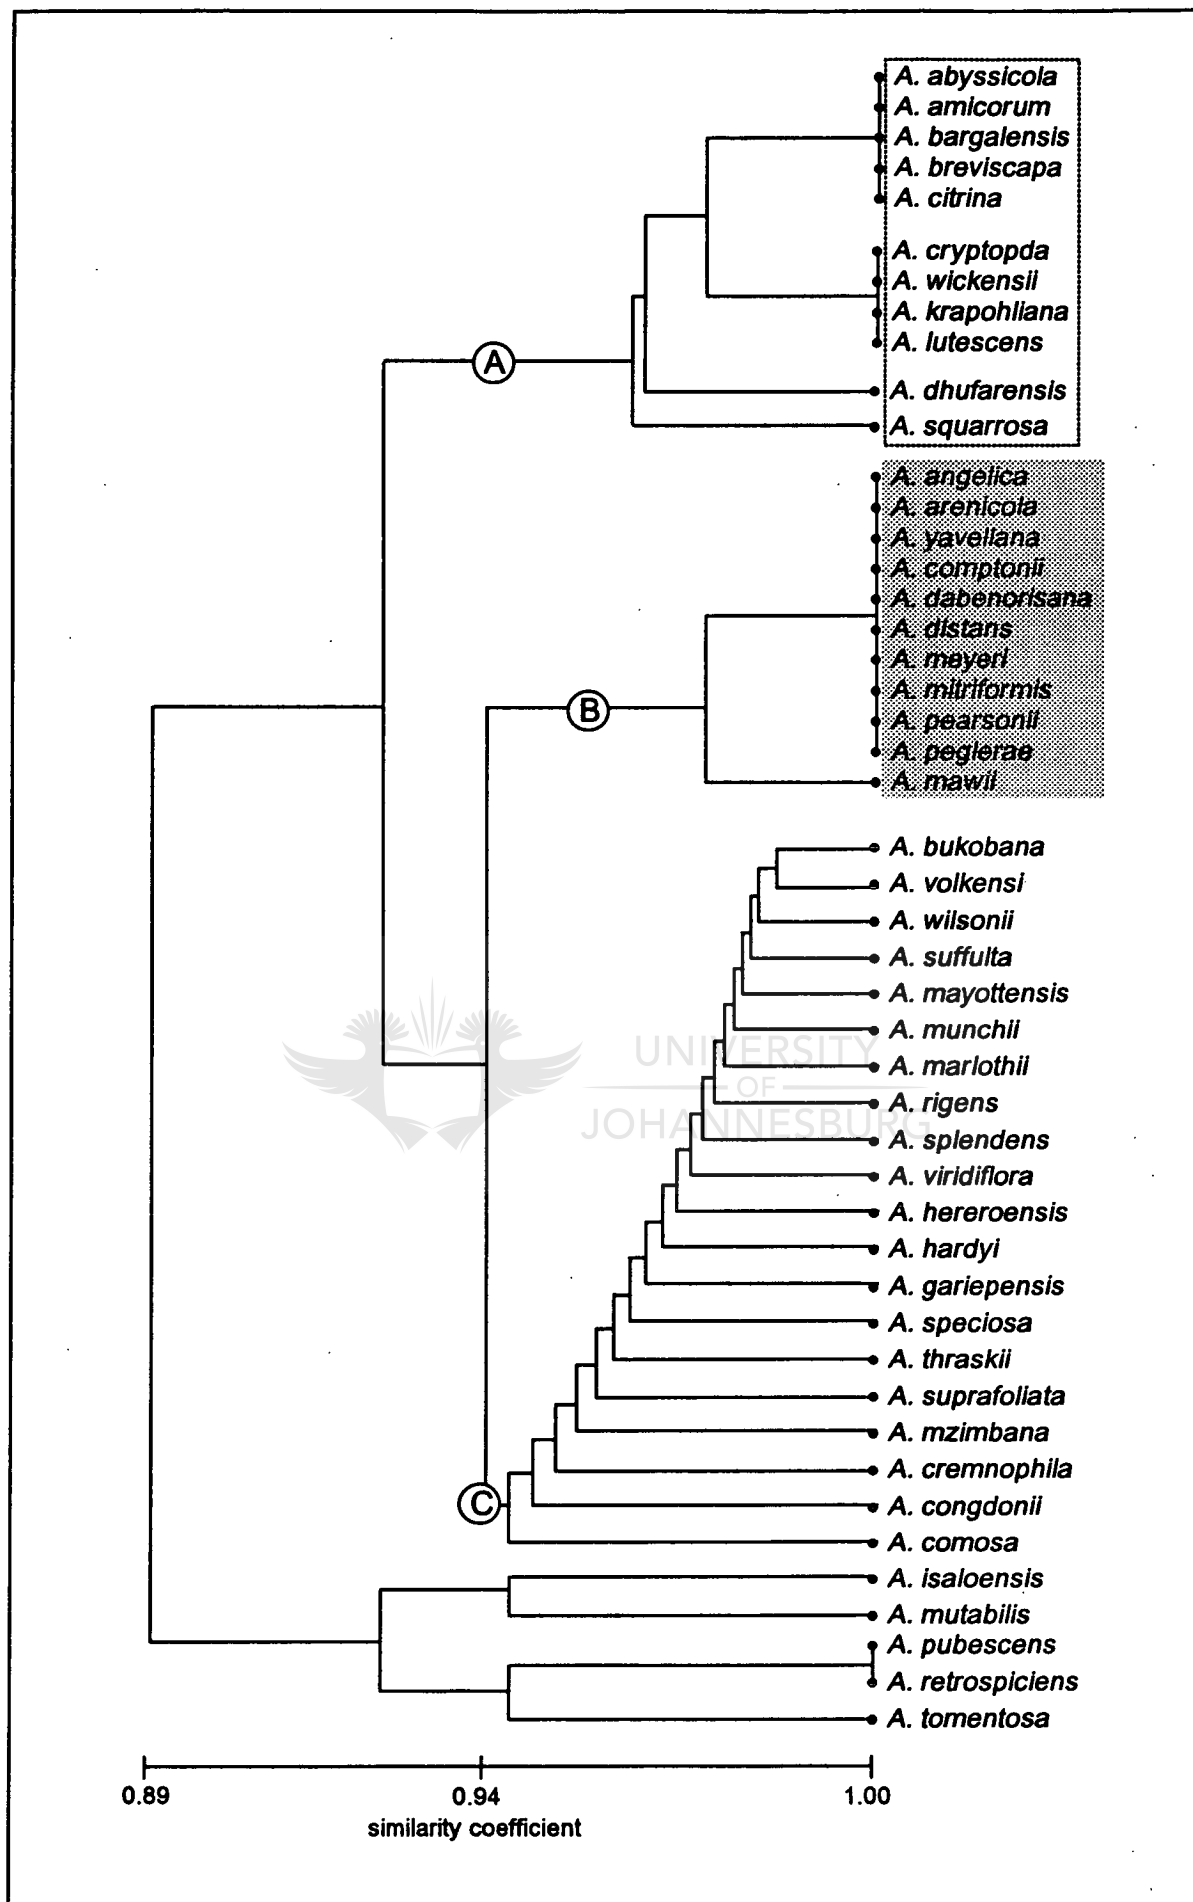 A. abyssicola
A. amicorum
A. bargalensis
A. breviscapa
A. citrina
A. cryptopda
A. wickensii
A. krapohliana
A. lutescens
A
A. dhufarensis
A. squarrosa
A. angelica
A. arenicola
A. yavellana
A. comptonii
A. dabenorisana
A. distans
A. meyeri
A. mitriformis
B
A. pearsonii
A. peglerae
A. mawii
A. bukobana
A. volkensi
A. wilsonii
A. suffulta
A. mayottensis
A. munchii
UNIVERSITY
A. marlothii
OF
A. rigens
JOHANNESBURG
A. splendens
A. viridiflora
A. hereroensis
A. hardyi
A. gariepensis
A. speciosa
A. thraskii
A. suprafoliata
A. mzimbana
A. cremnophila
C
A. congdonii
A. comosa
A. isaloensis
A. mutabilis
A. pubescens
A. retrospiciens
A. tomentosa
0.89 0.94 1.00
similarity coefficient